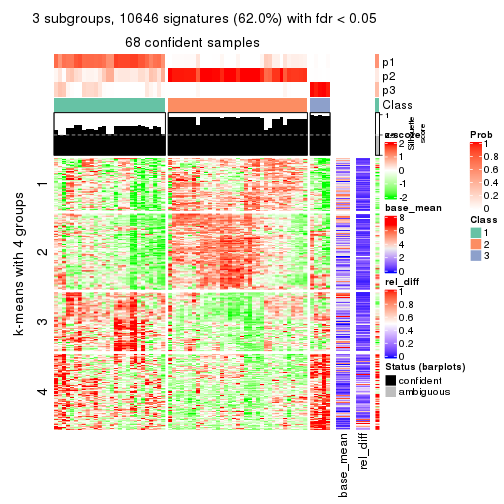 3 subgroups, 10646 signatures (62.0%) with fdr < 0.05
68 confident samples
p1
p2
p3
Class
1
Silhouette
score
z-score
2
1
0
-1
-2
base_mean
8
6
4
2
0
rel_diff
1
0.8
0.6
0.4
0.2
0
Prob
1
0.8
0.6
0.4
0.2
0
Class
1
2
3
Status (barplots)
confident
ambiguous
k-means with 4 groups
1
2
3
4
base_mean
rel_diff